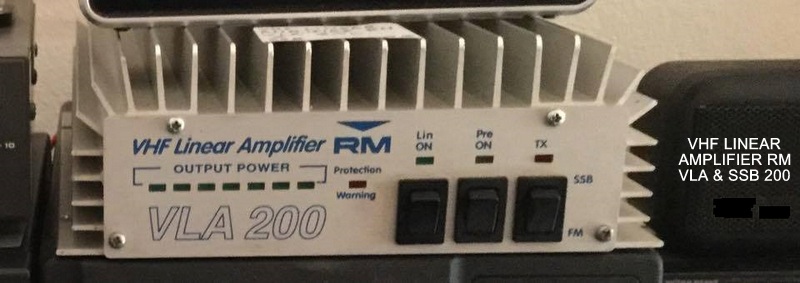 VHF Linear Amplifier RM
OUTPUT POWER
VLA 200
Protection
Warning
Lin
ON
Pre
ON
TX
SSB
FM
10
VHF LINEAR
AMPLIFIER RM
VLA & SSB 200